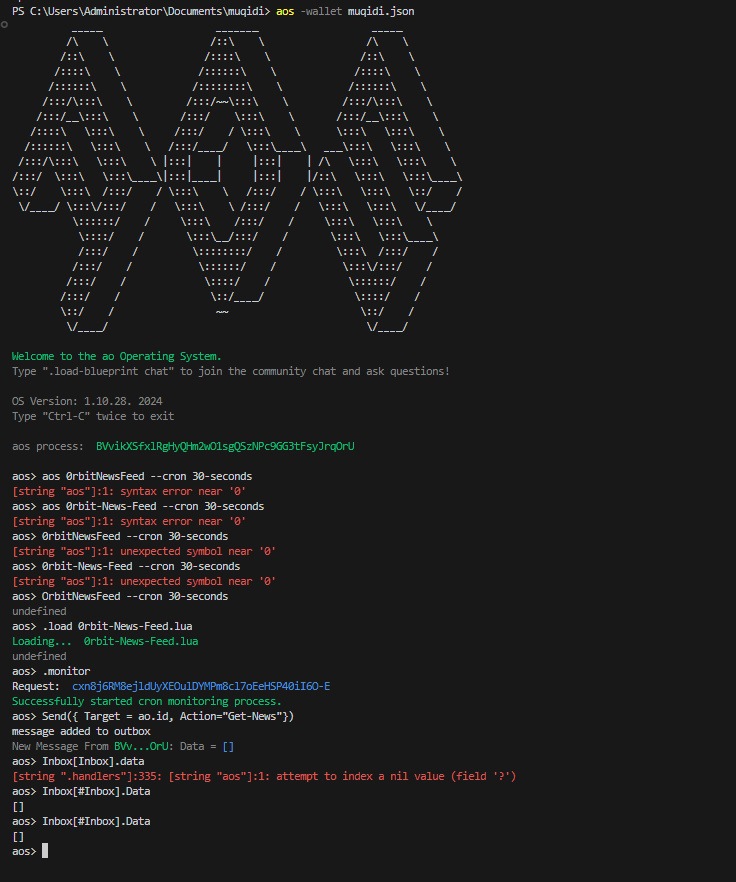 PS C:\Users\Administrator\Documents\muqidi> aos -wallet muqidi.json
Welcome to the ao Operating System.
Type ".load-blueprint chat" to join the community chat and ask questions!
OS Version: 1.10.28. 2024
Type "Ctrl-C" twice to exit
aos process:  BVvikXSfxlRgHyQHm2wO1sgQSzNPc9GG3tFsyJrqOrU
aos> aos 0rbitNewsFeed --cron 30-seconds
[string "aos"]:1: syntax error near '0'
aos> aos 0rbit-News-Feed --cron 30-seconds
[string "aos"]:1: syntax error near '0'
aos> 0rbitNewsFeed --cron 30-seconds
[string "aos"]:1: unexpected symbol near '0'
aos> 0rbit-News-Feed --cron 30-seconds
[string "aos"]:1: unexpected symbol near '0'
aos> OrbitNewsFeed --cron 30-seconds
undefined
aos> .load 0rbit-News-Feed.lua
Loading...  0rbit-News-Feed.lua
undefined
aos> .monitor
Request:  cxn8j6RM8ejldUyXEOulDYMPm8cl7oEeHSP40iI6O-E
Successfully started cron monitoring process.
aos> Send({ Target = ao.id, Action="Get-News"})
message added to outbox
New Message From BVv...OrU: Data = []
aos> Inbox[Inbox].data
[string ".handlers"]:335: [string "aos"]:1: attempt to index a nil value (field '?')
aos> Inbox[#Inbox].Data
[]
aos> Inbox[#Inbox].Data
[]
aos>